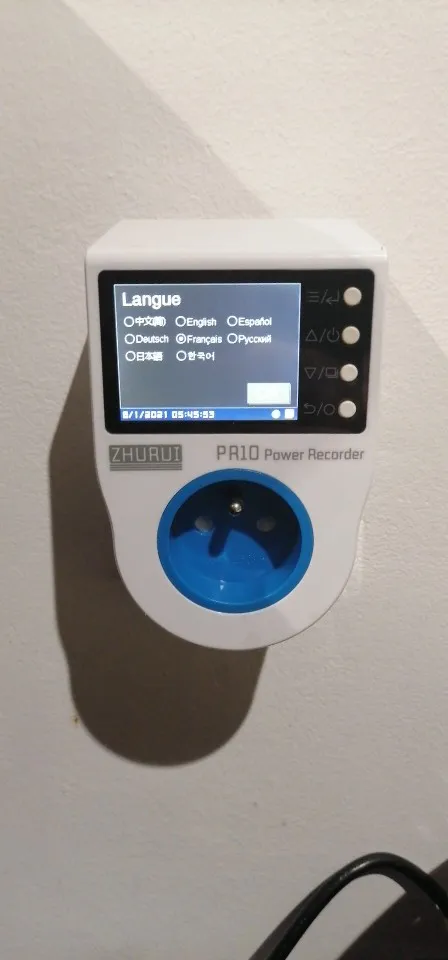 Langue
中文(简) English Español
Deutsch Français Русский
日本語 한국어
8/1/2021 05:45:53
ZHURUI PR10 Power Recorder